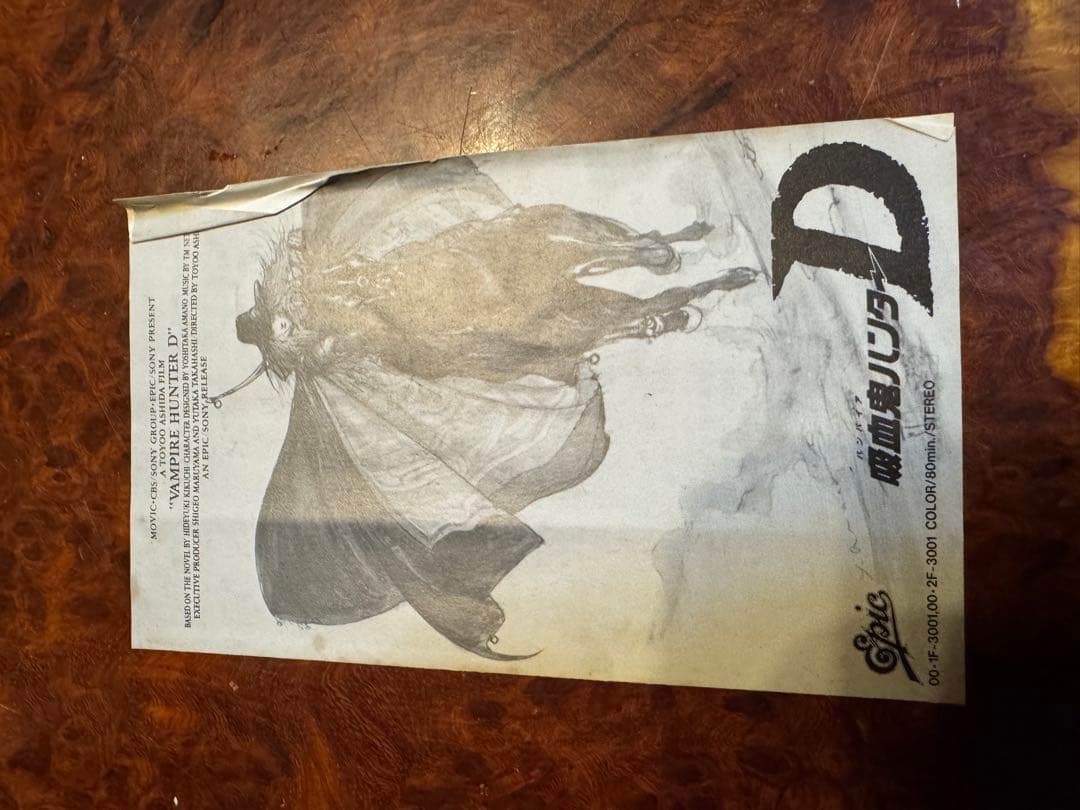 MOVIC・CBS/SONY GROUP・EPIC/SONY PRESENT
A TOYOO ASHIDA FILM
"VAMPIRE HUNTER D"
BASED ON THE NOVEL BY HIDEYUKI KIKUCHI CHARACTER DESIGNED BY YOSHITAKA AMANO MUSIC BY TM
EXECUTIVE PRODUCER SHIGEO MARUYAMA AND YUTAKA TAKAHASHI DIRECTED BY TOYOO ASH
AN EPIC/SONY RELEASE
バンパイア
吸血鬼ハンターD
Epic
00・1F-3001,00・2F-3001 COLOR/80min./STEREO